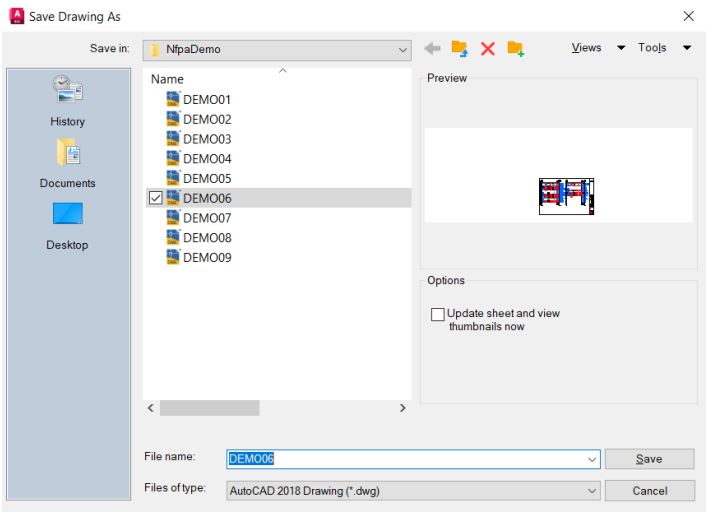 Save Drawing As
Save in:
NfpaDemo
Views
Tools
History
Documents
Desktop
Name
DEMO01
DEMO02
DEMO03
DEMO04
DEMO05
DEMO06
DEMO07
DEMO08
DEMO09
Preview
Options
Update sheet and view
thumbnails now
File name:
DEMO06
Save
Files of type:
AutoCAD 2018 Drawing (*.dwg)
Cancel